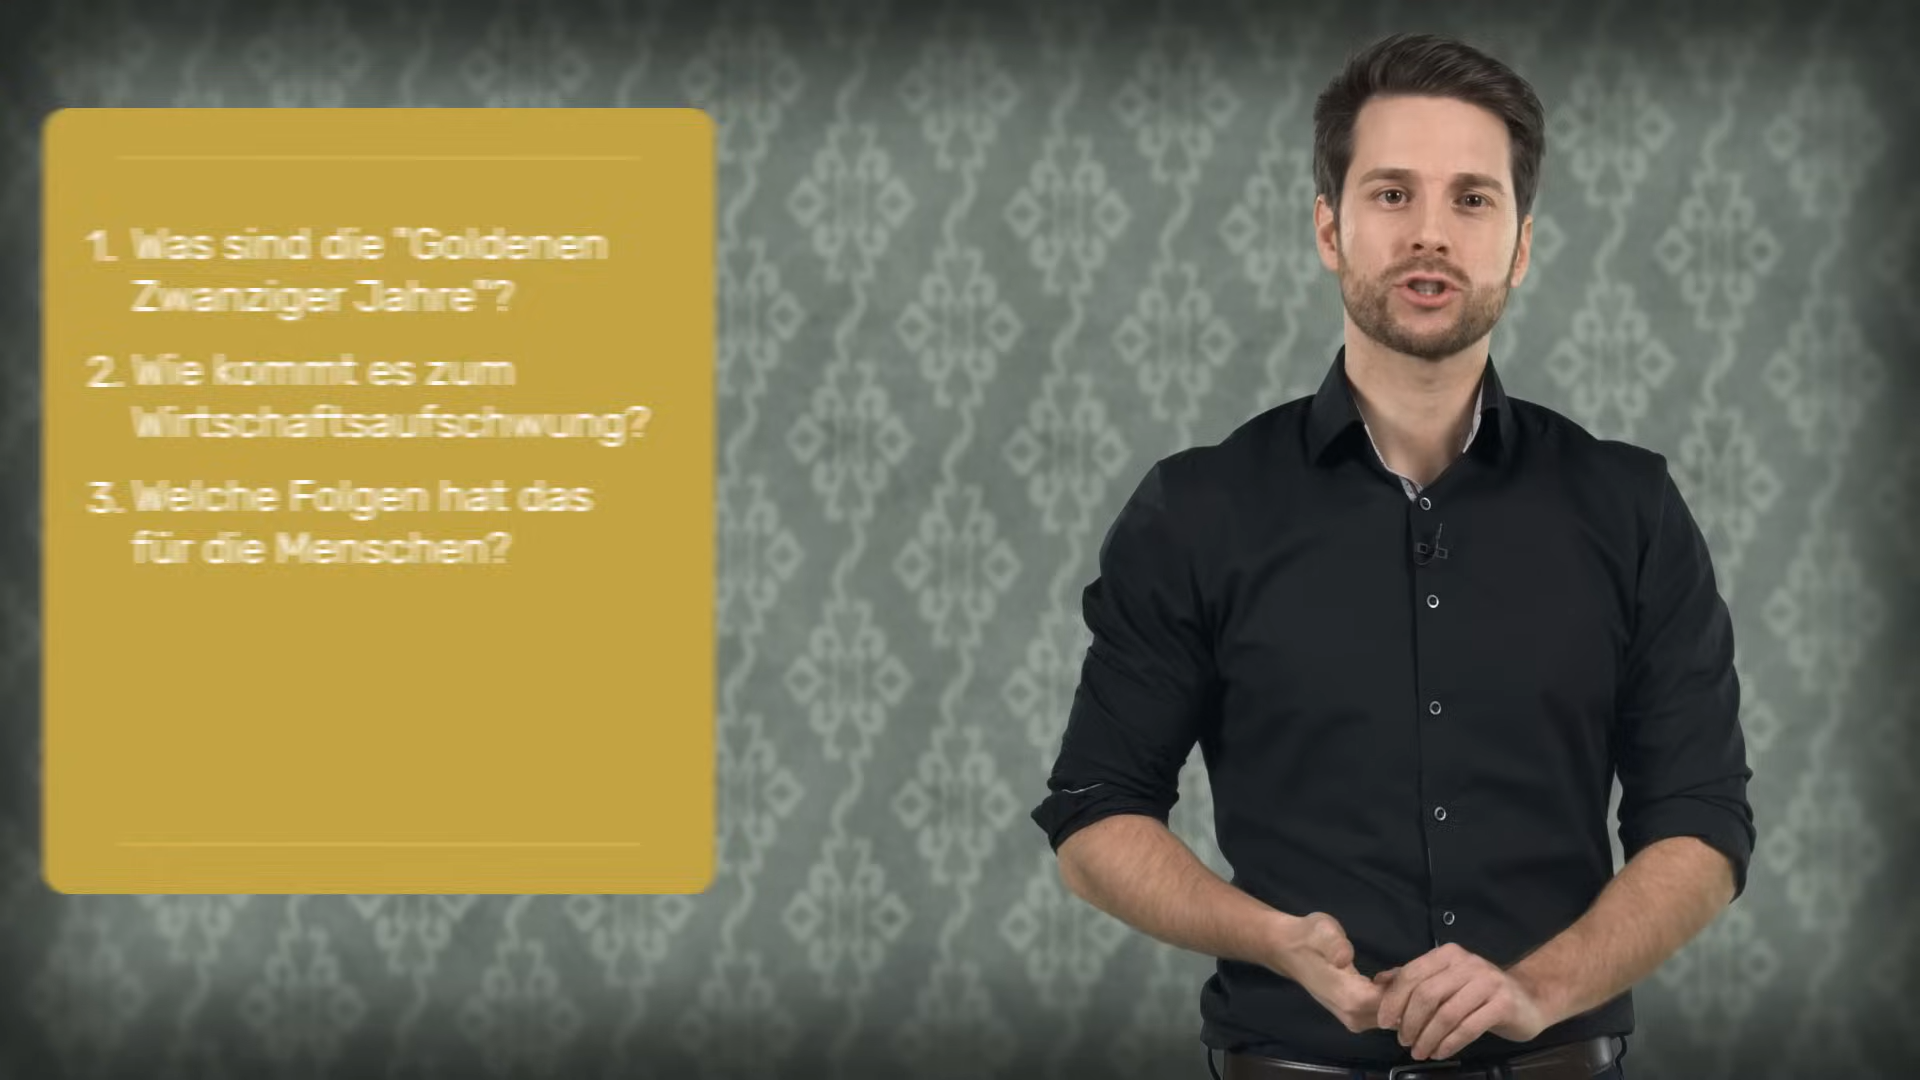 1. Was sind die "Goldenen
Zwanziger Jahre"?
2. Wie kommt es zum
Wirtschaftsaufschwung?
3. Welche Folgen hat das
für die Menschen?